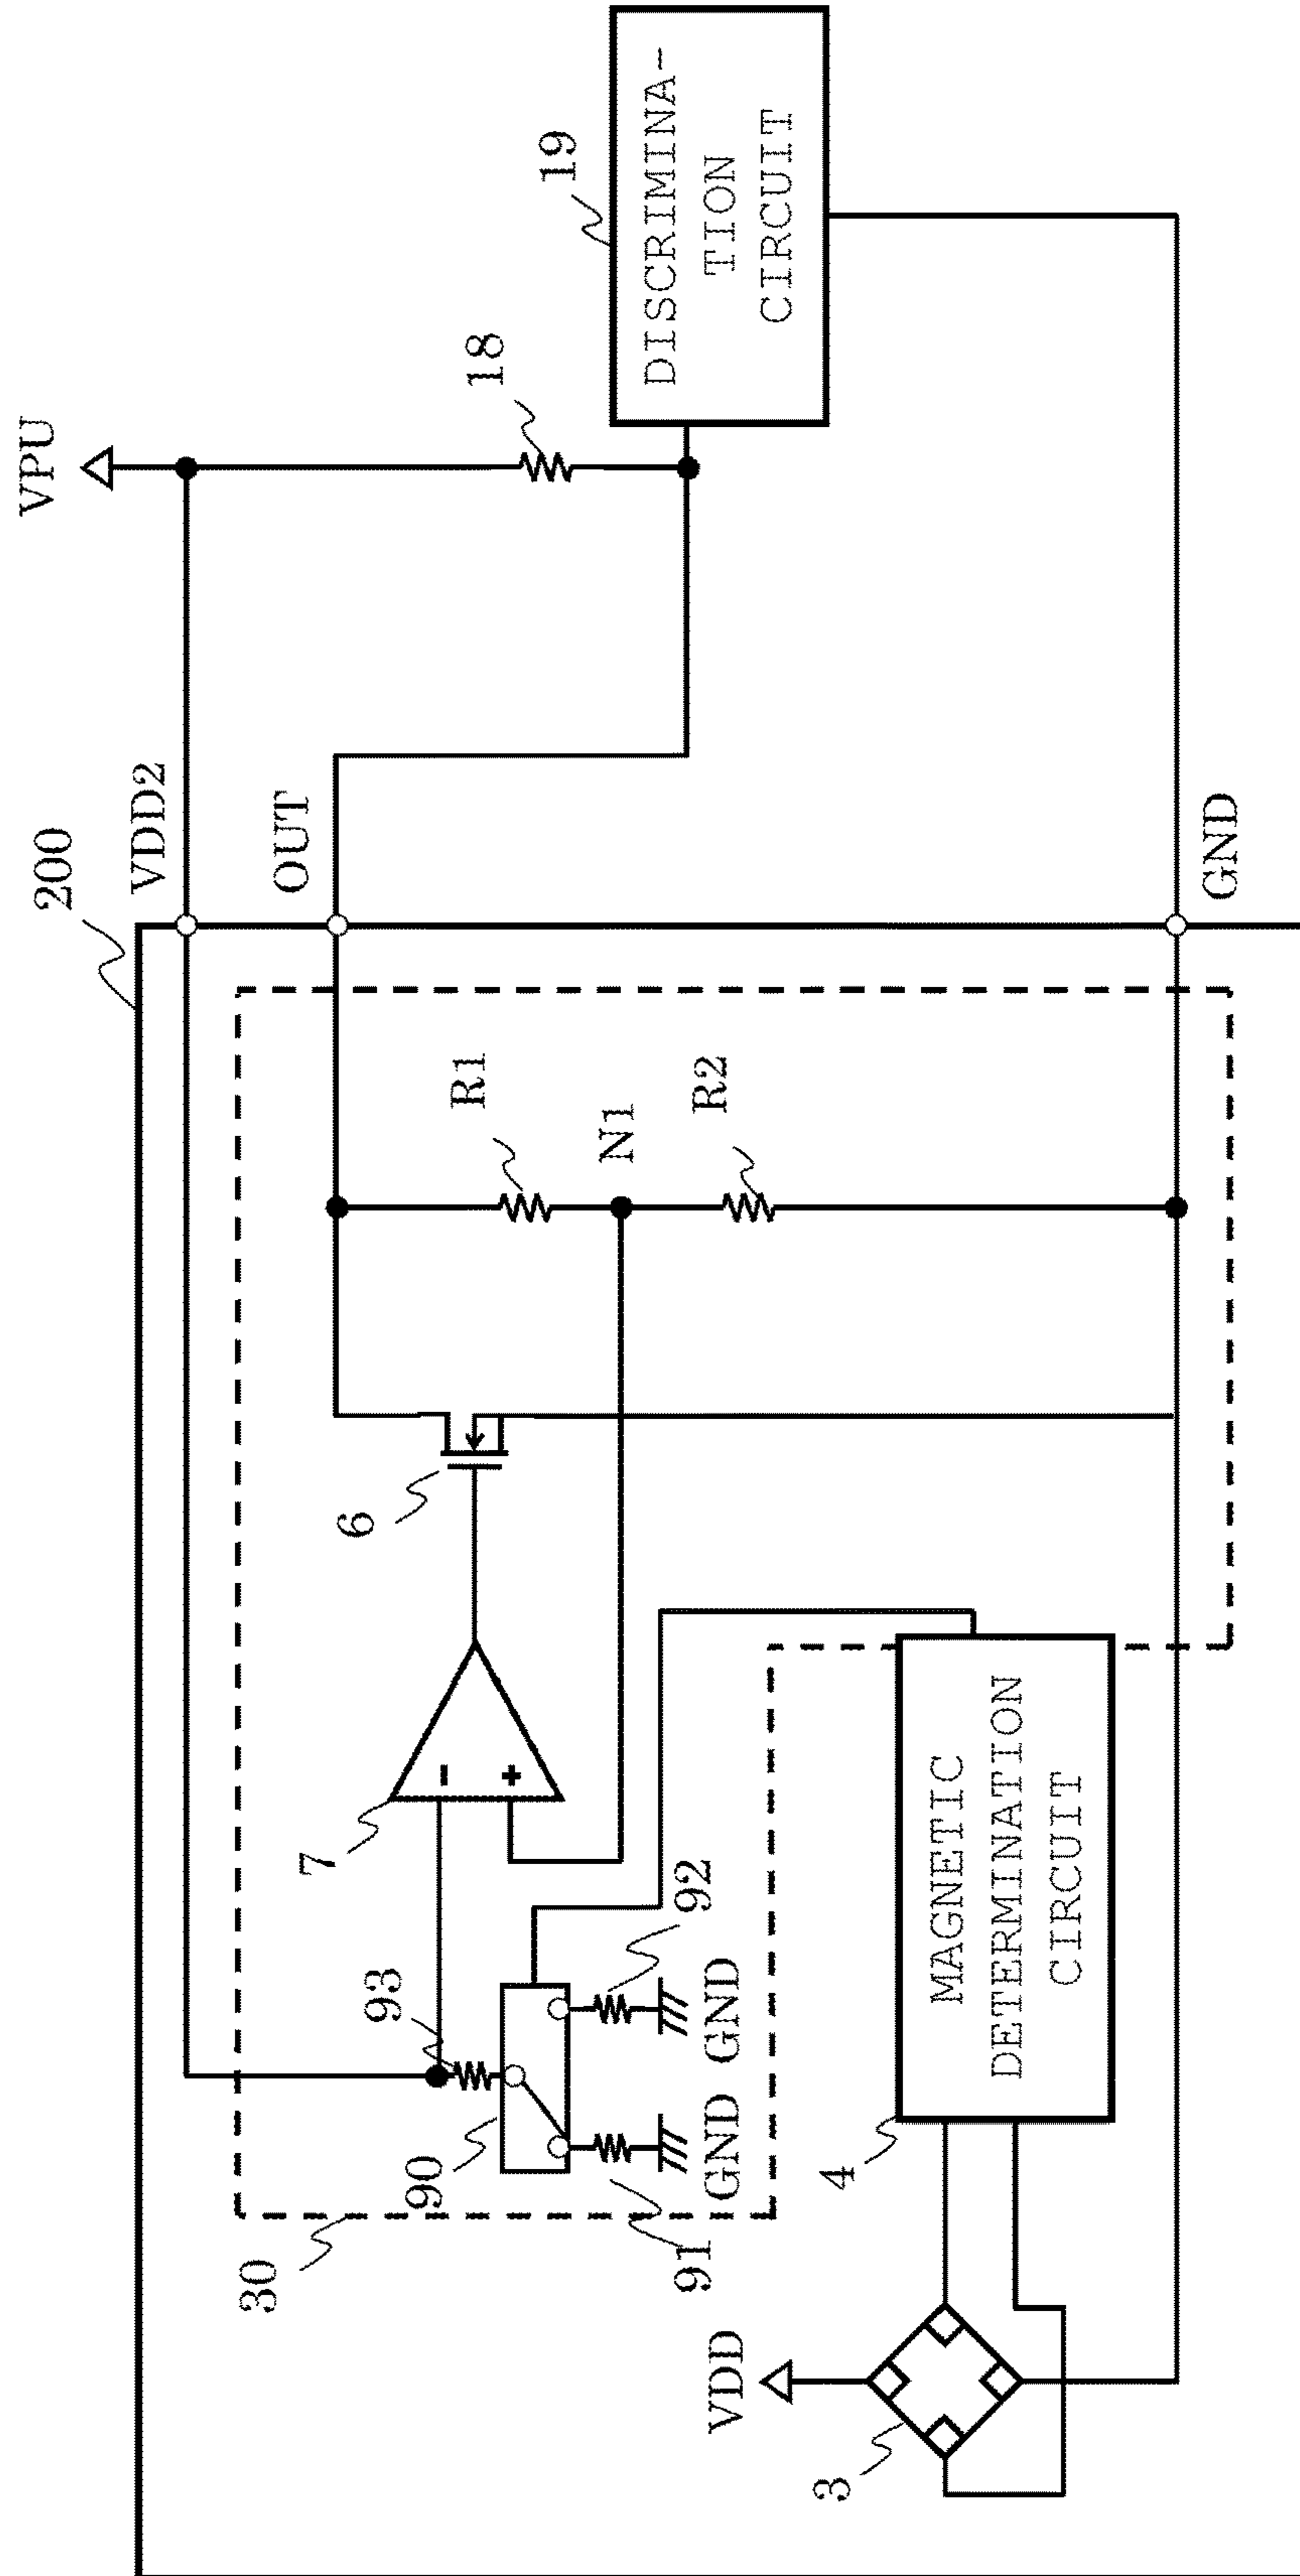 200
VDD2
VPU
OUT
18
19
DISCRIMINA-
TION
CIRCUIT
30
90
93
7
6
R1
N1
R2
91
92
GND
GND
VDD
3
4
MAGNETIC
DETERMINATION
CIRCUIT
GND